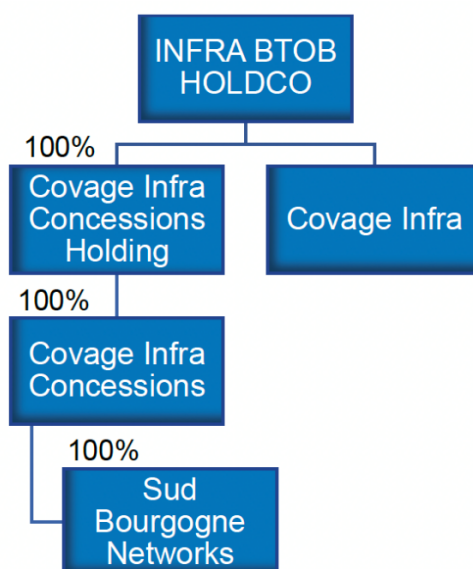 INFRA BTOB
HOLDCO
100%
Covage Infra
Concessions
Holding
Covage Infra
100%
Covage Infra
Concessions
100%
Sud
Bourgogne
Networks